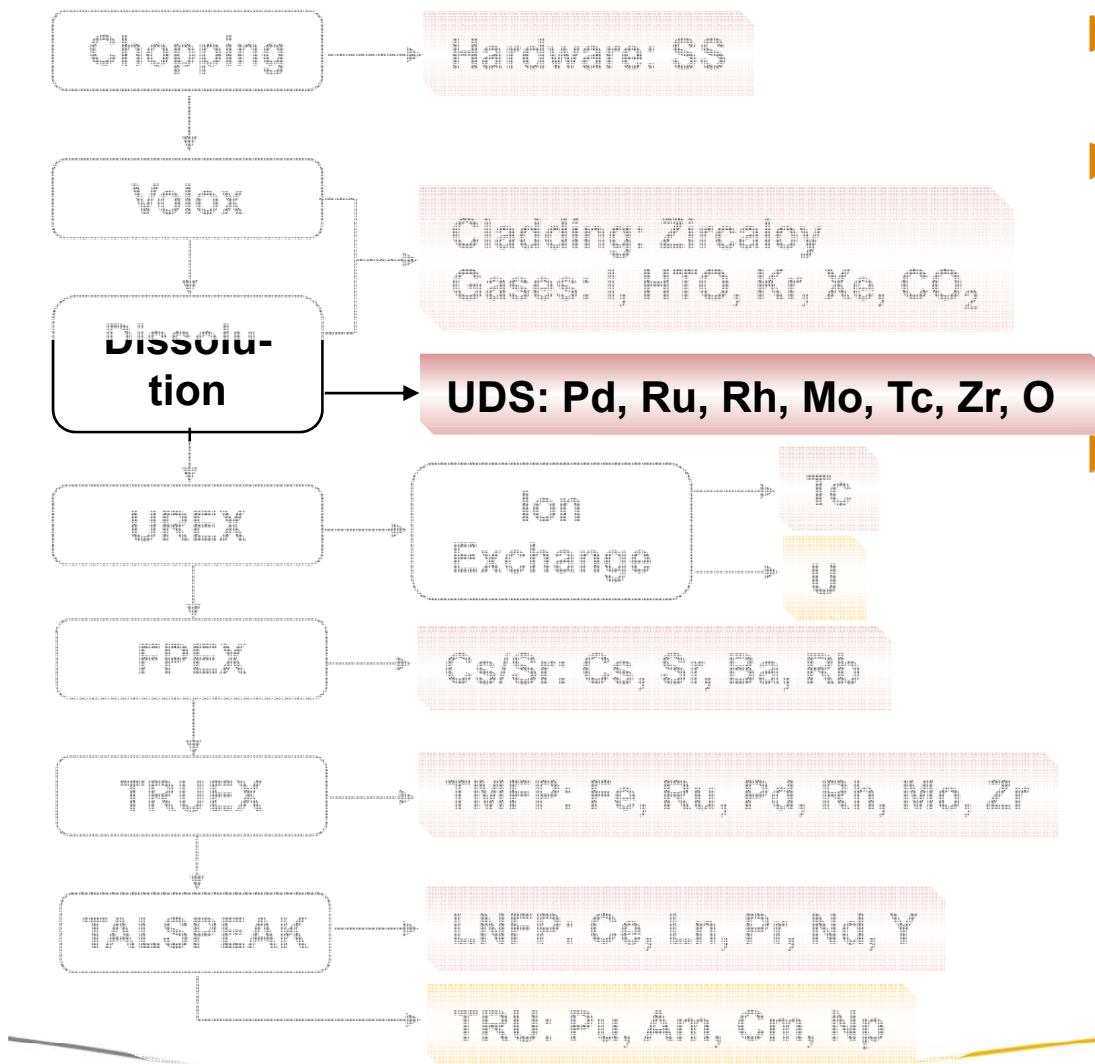 Chopping
Hardware: SS
Volox
Cladding: Zircaloy
Gases: I, HTO, Kr, Xe, CO₂
Dissolu-
tion
UDS: Pd, Ru, Rh, Mo, Tc, Zr, O
UREX
Ion
Exchange
Tc
U
FPEX
Cs/Sr: Cs, Sr, Ba, Rb
TRUEX
TMFP: Fe, Ru, Pd, Rh, Mo, Zr
TALSPEAK
LNFP: Ce, Ln, Pr, Nd, Y
TRU: Pu, Am, Cm, Np